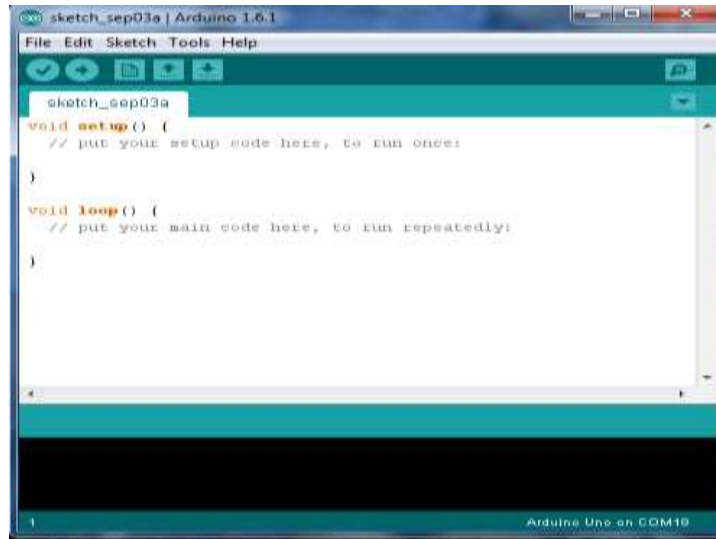 sketch_sep03a | Arduino 1.6.1
File Edit Sketch Tools Help
sketch_sep03a
void setup() {
// put your setup code here, to run once:
}
void loop() {
// put your main code here, to run repeatedly:
}
1
Arduino Uno on COM19